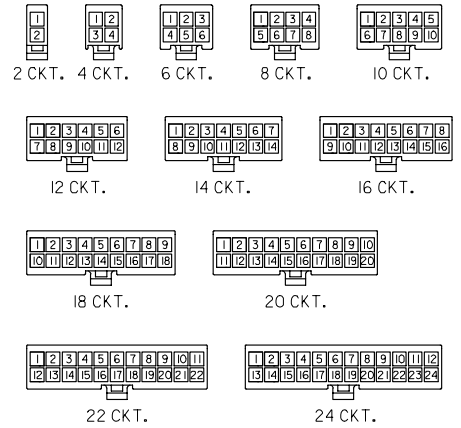 1
2
2 CKT.
1 2
3 4
4 CKT.
1 2 3
4 5 6
6 CKT.
1 2 3 4
5 6 7 8
8 CKT.
1 2 3 4 5
6 7 8 9 10
10 CKT.
1 2 3 4 5 6
7 8 9 10 11 12
12 CKT.
1 2 3 4 5 6 7
8 9 10 11 12 13 14
14 CKT.
1 2 3 4 5 6 7 8
9 10 11 12 13 14 15 16
16 CKT.
1 2 3 4 5 6 7 8 9
10 11 12 13 14 15 16 17 18
18 CKT.
1 2 3 4 5 6 7 8 9 10
11 12 13 14 15 16 17 18 19 20
20 CKT.
1 2 3 4 5 6 7 8 9 10 11
12 13 14 15 16 17 18 19 20 21 22
22 CKT.
1 2 3 4 5 6 7 8 9 10 11 12
13 14 15 16 17 18 19 20 21 22 23 24
24 CKT.